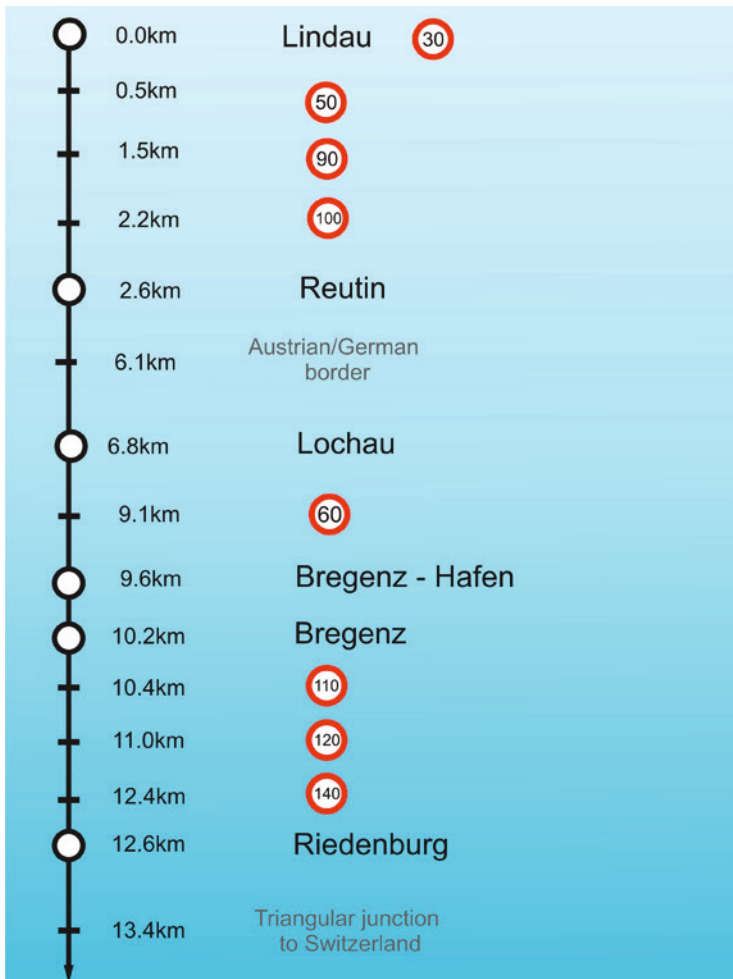 0.0km Lindau 30
0.5km 50
1.5km 90
2.2km 100
2.6km Reutin
6.1km Austrian/German
border
6.8km Lochau
9.1km 60
9.6km Bregenz - Hafen
10.2km Bregenz
10.4km 110
11.0km 120
12.4km 140
12.6km Riedenburg
13.4km Triangular junction
to Switzerland